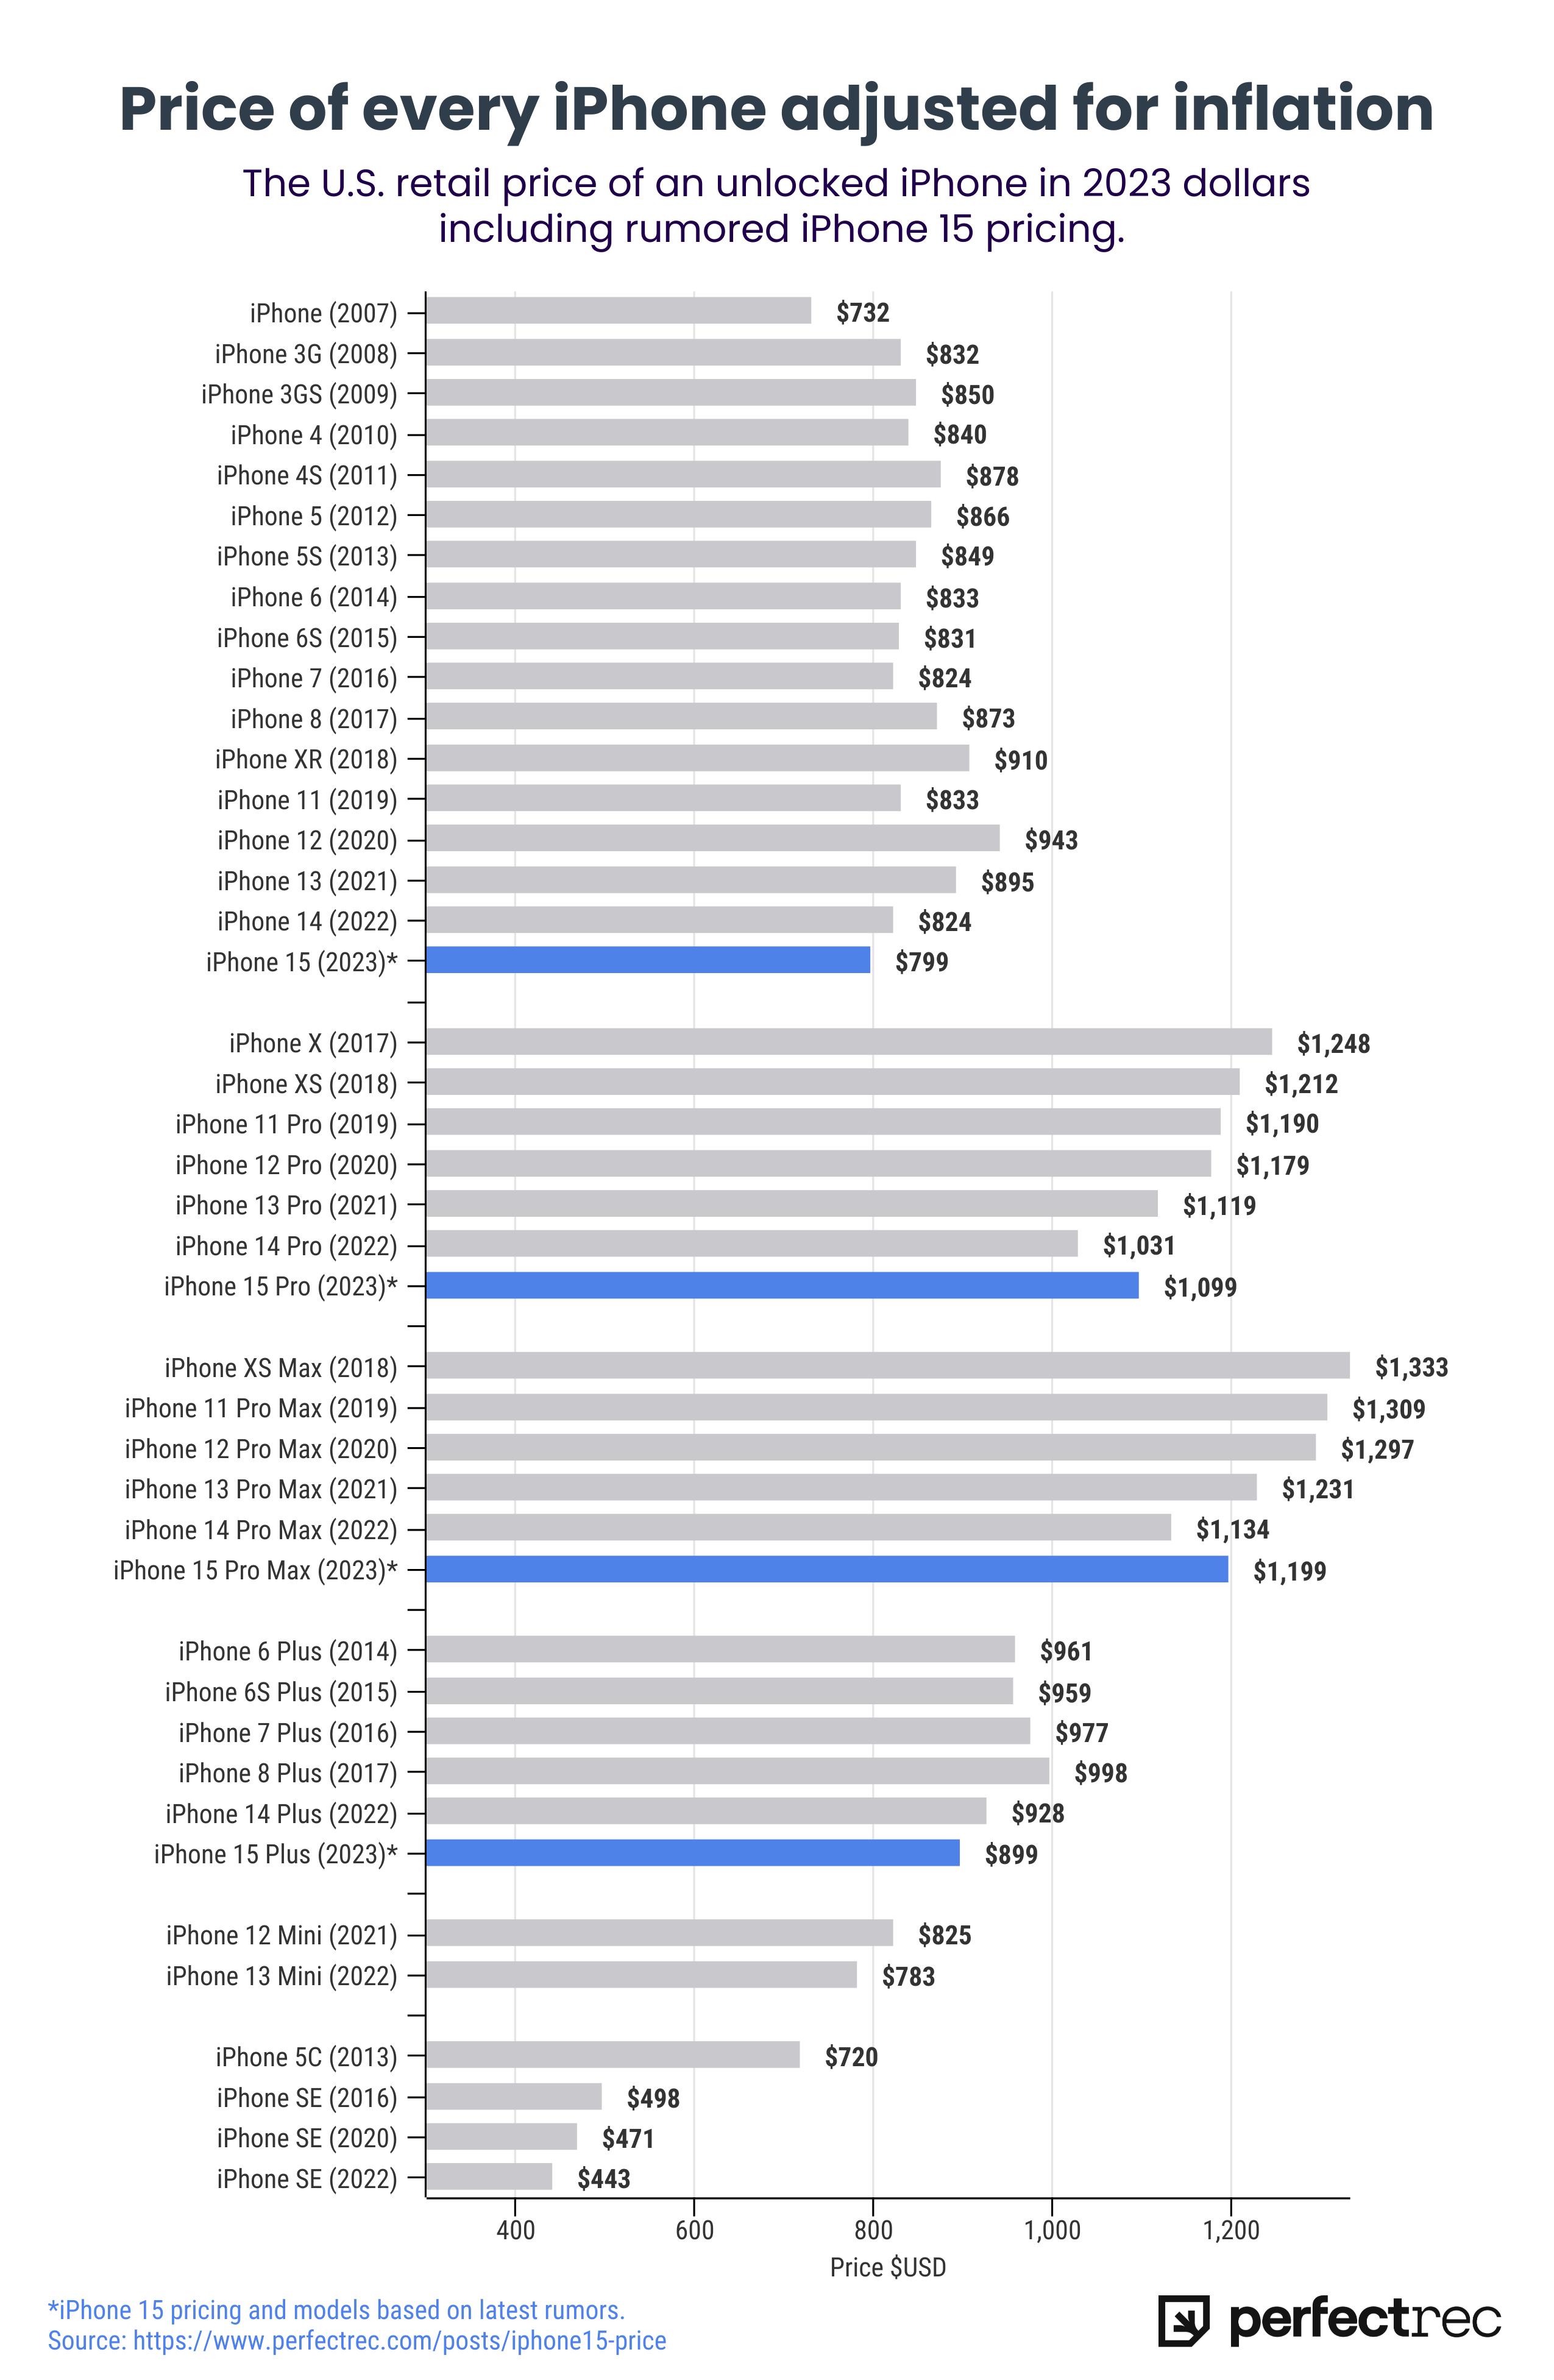 Price of every iPhone adjusted for inflation
The U.S. retail price of an unlocked iPhone in 2023 dollars
including rumored iPhone 15 pricing.
iPhone (2007) $732
iPhone 3G (2008) $832
iPhone 3GS (2009) $850
iPhone 4 (2010) $840
iPhone 4S (2011) $878
iPhone 5 (2012) $866
iPhone 5S (2013) $849
iPhone 6 (2014) $833
iPhone 6S (2015) $831
iPhone 7 (2016) $824
iPhone 8 (2017) $873
iPhone XR (2018) $910
iPhone 11 (2019) $833
iPhone 12 (2020) $943
iPhone 13 (2021) $895
iPhone 14 (2022) $824
iPhone 15 (2023)* $799
iPhone X (2017) $1,248
iPhone XS (2018) $1,212
iPhone 11 Pro (2019) $1,190
iPhone 12 Pro (2020) $1,179
iPhone 13 Pro (2021) $1,119
iPhone 14 Pro (2022) $1,031
iPhone 15 Pro (2023)* $1,099
iPhone XS Max (2018) $1,333
iPhone 11 Pro Max (2019) $1,309
iPhone 12 Pro Max (2020) $1,297
iPhone 13 Pro Max (2021) $1,231
iPhone 14 Pro Max (2022) $1,134
iPhone 15 Pro Max (2023)* $1,199
iPhone 6 Plus (2014) $961
iPhone 6S Plus (2015) $959
iPhone 7 Plus (2016) $977
iPhone 8 Plus (2017) $998
iPhone 14 Plus (2022) $928
iPhone 15 Plus (2023)* $899
iPhone 12 Mini (2021) $825
iPhone 13 Mini (2022) $783
iPhone 5C (2013) $720
iPhone SE (2016) $498
iPhone SE (2020) $471
iPhone SE (2022) $443
400 600 800 1,000 1,200
Price $USD
*iPhone 15 pricing and models based on latest rumors.
Source: https://www.perfectrec.com/posts/iphone15-price
perfectrec